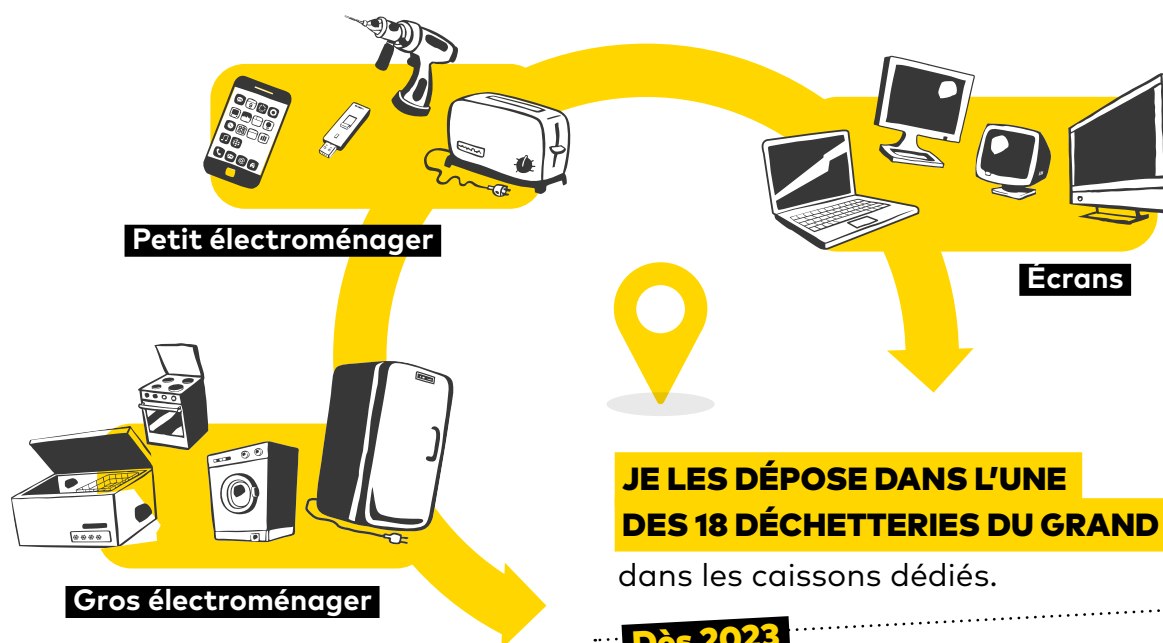 Petit électroménager
Écrans
Gros électroménager
JE LES DÉPOSE DANS L'UNE
DES 18 DÉCHETTERIES DU GRAND
dans les caissons dédiés.
Dès 2023